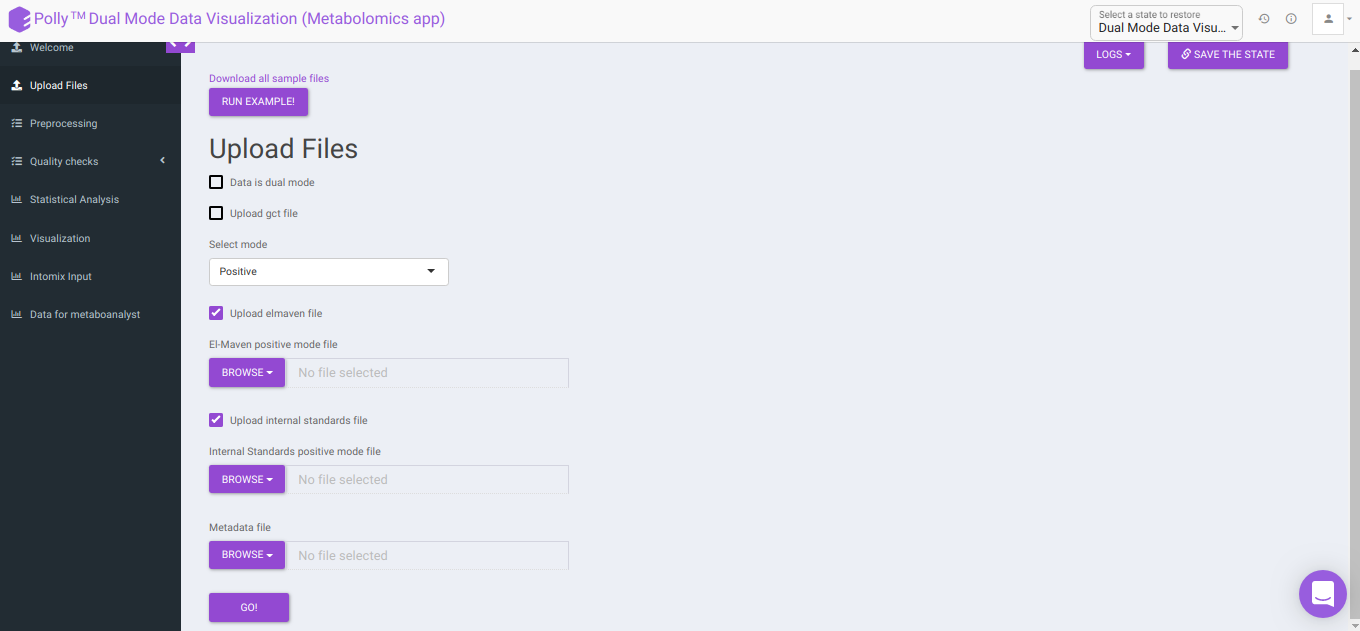 Polly™ Dual Mode Data Visualization (Metabolomics app)
Select a state to restore
Dual Mode Data Visu...
Welcome
Upload Files
Preprocessing
Quality checks
Statistical Analysis
Visualization
Intomix Input
Data for metaboanalyst
LOGS
SAVE THE STATE
Download all sample files
RUN EXAMPLE!
Upload Files
Data is dual mode
Upload gct file
Select mode
Positive
Upload elmaven file
El-Maven positive mode file
BROWSE No file selected
Upload internal standards file
Internal Standards positive mode file
BROWSE No file selected
Metadata file
BROWSE No file selected
GO!